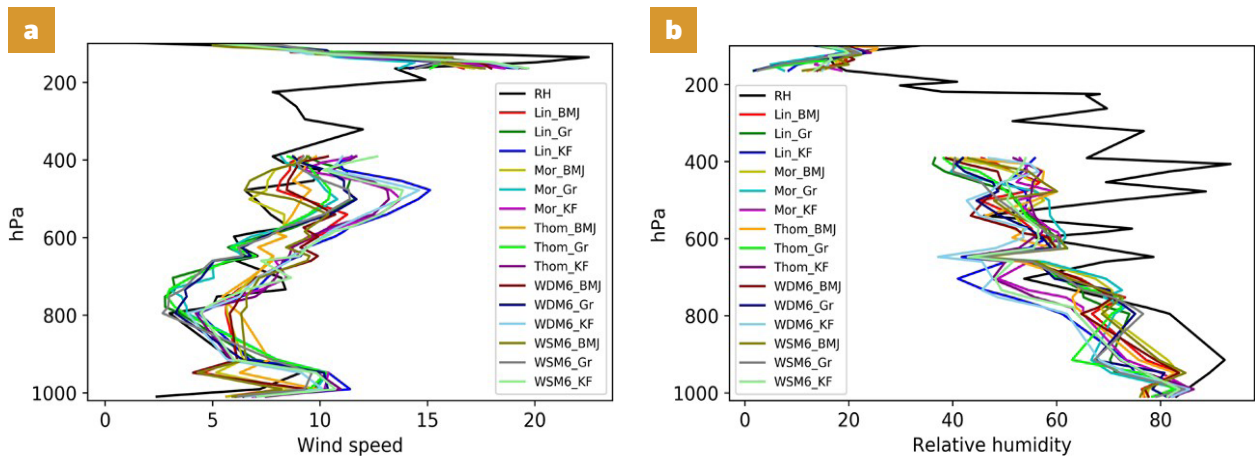 a
200
400
600
800
1000
hPa
0
5
10
15
20
Wind speed
RH
Lin_BMJ
Lin_Gr
Lin_KF
Mor_BMJ
Mor_Gr
Mor_KF
Thom_BMJ
Thom_Gr
Thom_KF
WDM6_BMJ
WDM6_Gr
WDM6_KF
WSM6_BMJ
WSM6_Gr
WSM6_KF
b
200
400
600
800
1000
hPa
0
20
40
60
80
Relative humidity
RH
Lin_BMJ
Lin_Gr
Lin_KF
Mor_BMJ
Mor_Gr
Mor_KF
Thom_BMJ
Thom_Gr
Thom_KF
WDM6_BMJ
WDM6_Gr
WDM6_KF
WSM6_BMJ
WSM6_Gr
WSM6_KF